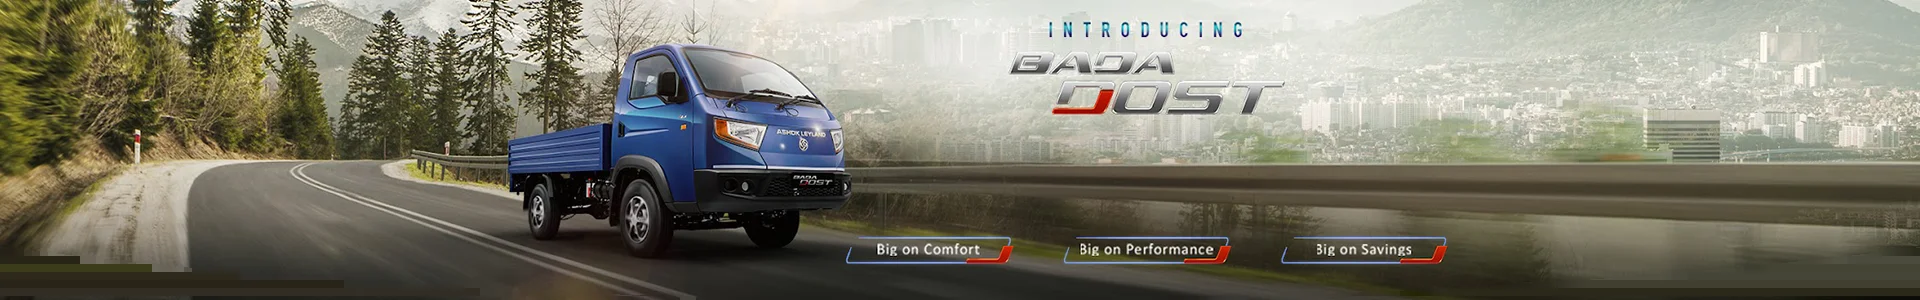 INTRODUCING
BADA
DOST
ASHOK LEYLAND
BADA
DOST
Big on Comfort
Big on Performance
Big on Savings